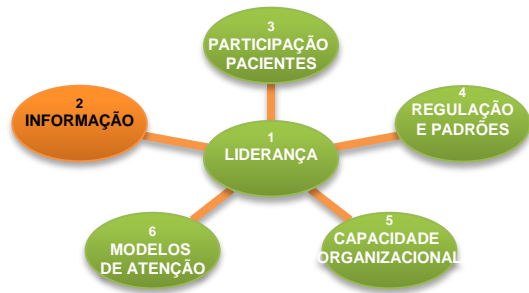 3
PARTICIPAÇÃO
PACIENTES
2
INFORMAÇÃO
4
REGULAÇÃO
E PADRÕES
1
LIDERANÇA
6
MODELOS
DE ATENÇÃO
5
CAPACIDADE
ORGANIZACIONAL